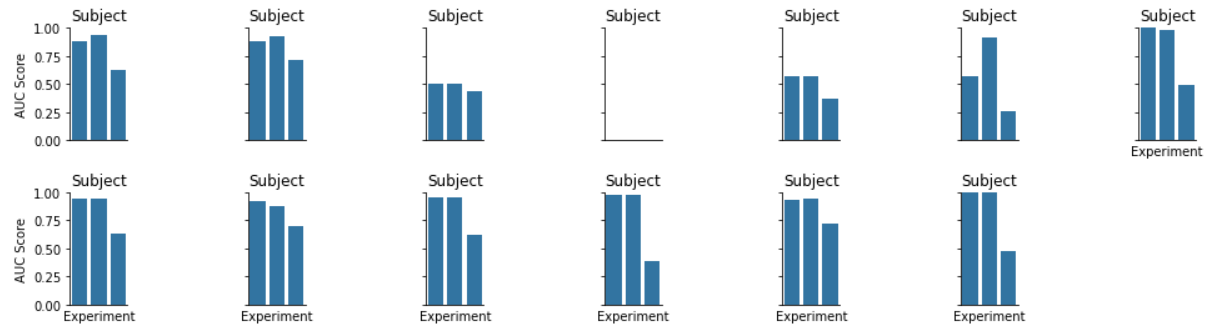 Subject Subject Subject Subject Subject Subject Subject
1.00
0.75
0.50
0.25
0.00
AUC Score
Experiment
Subject Subject Subject Subject Subject Subject
1.00
0.75
0.50
0.25
0.00
AUC Score
Experiment Experiment Experiment Experiment Experiment Experiment